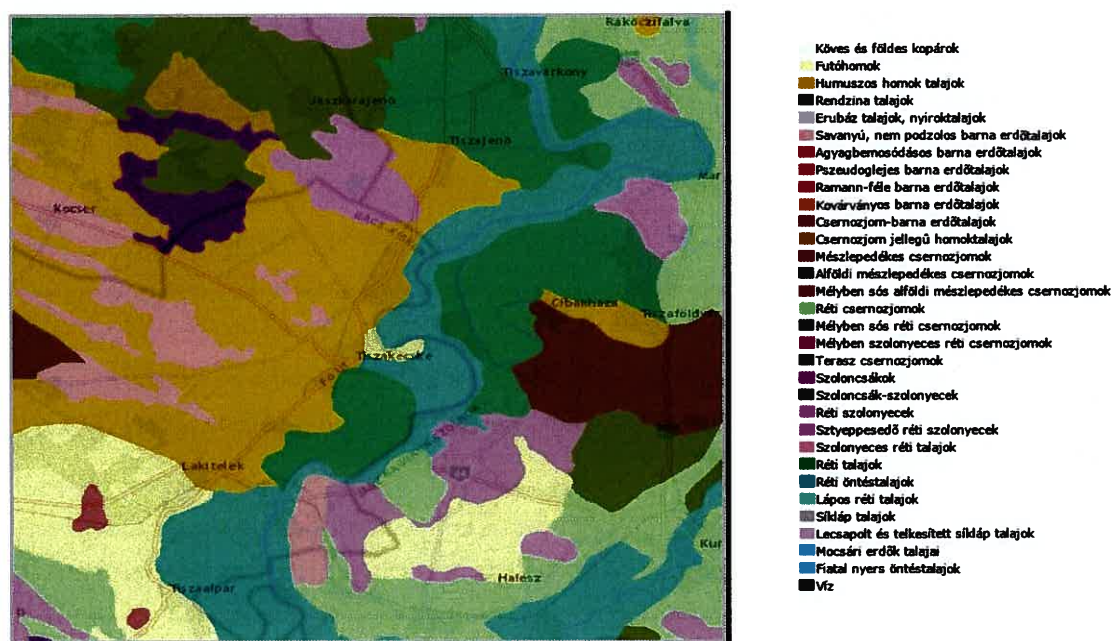 Rákóczifalva
Tiszavárkony
Jászkarajenő
Tiszajenő
Kocsér
Cibakháza
Tiszakécske
Lakitelek
Tiszaalpár
Halesz
Köves és földes kopárok
Futóhomok
Humuszos homok talajok
Rendzina talajok
Erubáz talajok, nyiroktalajok
Savanyú, nem podzolos barna erdőtalajok
Agyagbemosódásos barna erdőtalajok
Pszeudoglejes barna erdőtalajok
Ramann-féle barna erdőtalajok
Kovárványos barna erdőtalajok
Csernozjom-barna erdőtalajok
Csernozjom jellegű homoktalajok
Mészlepedékes csernozjomok
Alföldi mészlepedékes csernozjomok
Mélyben sós alföldi mészlepedékes csernozjomok
Réti csernozjomok
Mélyben sós réti csernozjomok
Mélyben szolonyeces réti csernozjomok
Terasz csernozjomok
Szoloncsákok
Szoloncsák-szolonyecek
Réti szolonyecek
Sztyeppesedő réti szolonyecek
Szolonyeces réti talajok
Réti talajok
Réti öntéstalajok
Lápos réti talajok
Síkláp talajok
Lecsapolt és telkesített síkláp talajok
Mocsári erdők talajai
Fiatal nyers öntéstalajok
Víz